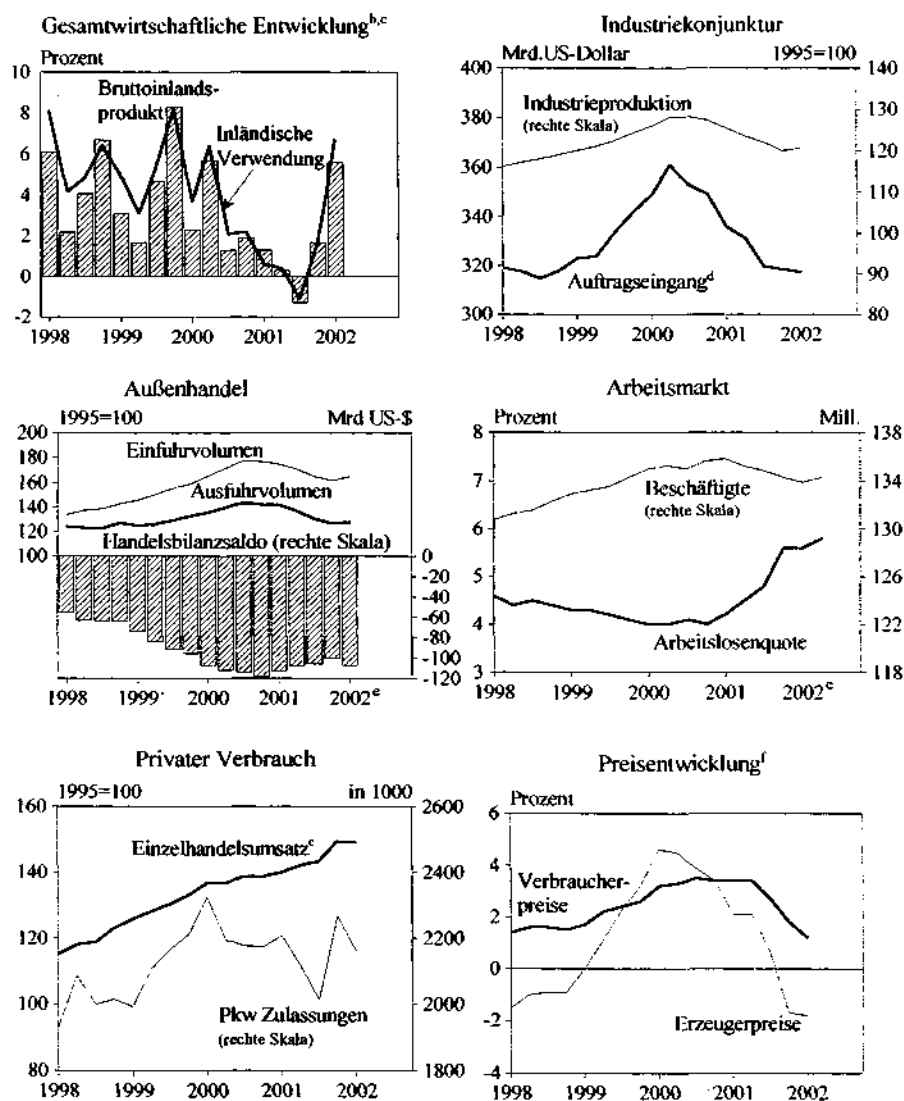 Gesamtwirtschaftliche Entwicklung b,c
Prozent
10
8
6
4
2
0
-2
Bruttoinlands-
produkt
Inländische
Verwendung
1998 1999 2000 2001 2002
Industriekonjunktur
Mrd.US-Dollar 1995=100
400
380
360
340
320
300
140
130
120
110
100
90
80
Industrieproduktion
(rechte Skala)
Auftragseingang d
1998 1999 2000 2001 2002
Außenhandel
1995=100 Mrd US-$
200
180
160
140
120
100
Einfuhrvolumen
Ausfuhrvolumen
Handelsbilanzsaldo (rechte Skala)
0
-20
-40
-60
-80
-100
-120
1998 1999 2000 2001 2002 e
Arbeitsmarkt
Prozent Mill.
8
7
6
5
4
3
138
134
130
126
122
118
Beschäftigte
(rechte Skala)
Arbeitslosenquote
1998 1999 2000 2001 2002 e
Privater Verbrauch
1995=100 in 1000
160
140
120
100
80
2600
2400
2200
2000
1800
Einzelhandelsumsatz c
Pkw Zulassungen
(rechte Skala)
1998 1999 2000 2001 2002
Preisentwicklung f
Prozent
6
4
2
0
-2
-4
Verbraucher-
preise
Erzeugerpreise
1998 1999 2000 2001 2002